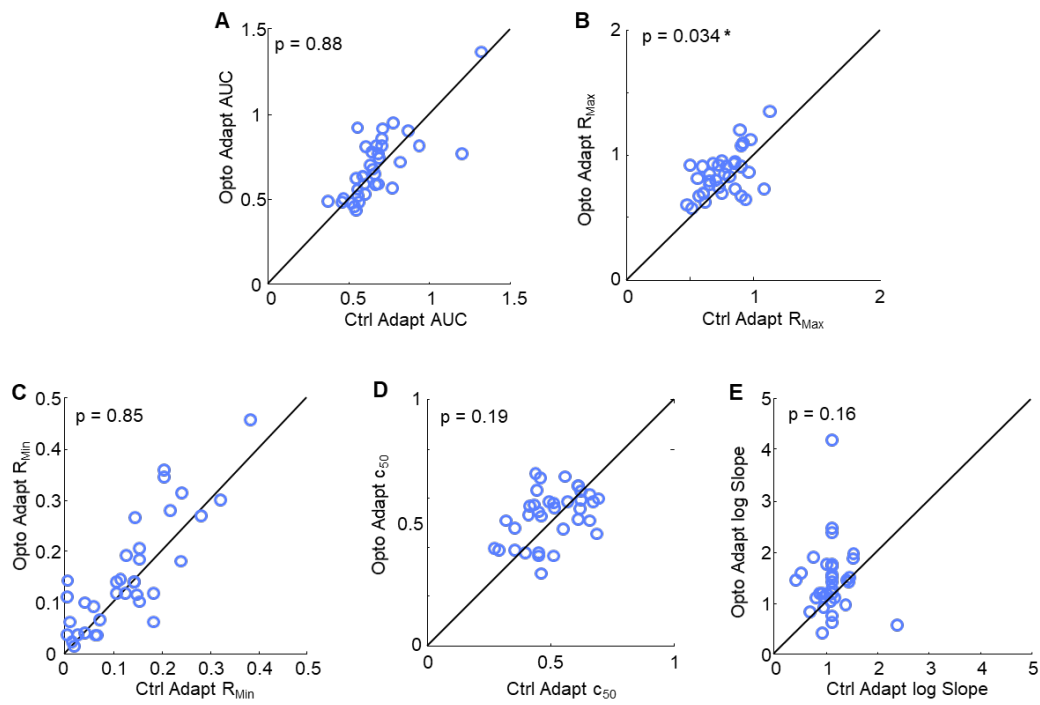 A
p = 0.88
1.5
1
0.5
0
0
0.5
1
1.5
Opto Adapt AUC
Ctrl Adapt AUC
B
p = 0.034 *
2
1
0
0
1
2
Opto Adapt RMax
Ctrl Adapt RMax
C
p = 0.85
0.5
0.4
0.3
0.2
0.1
0
0
0.1
0.2
0.3
0.4
0.5
Opto Adapt RMin
Ctrl Adapt RMin
D
p = 0.19
1
0.5
0
0
0.5
1
Opto Adapt c50
Ctrl Adapt c50
E
p = 0.16
5
4
3
2
1
0
0
1
2
3
4
5
Opto Adapt log Slope
Ctrl Adapt log Slope